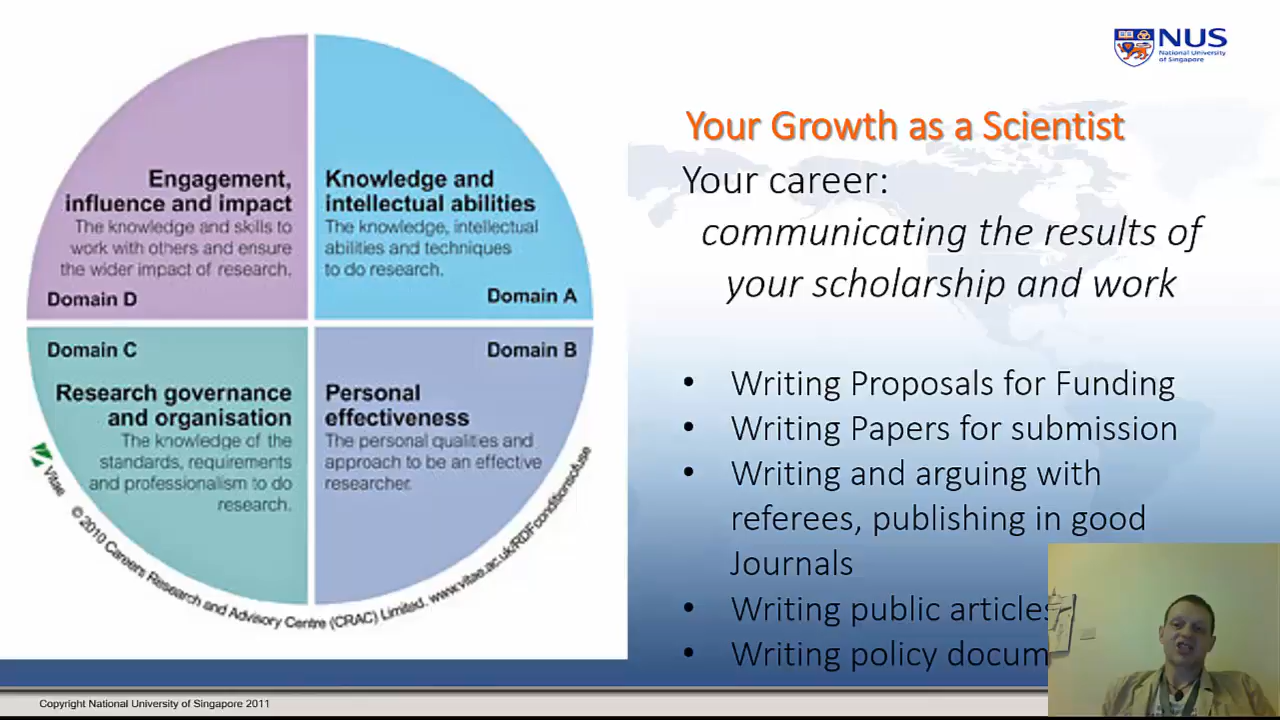 Engagement,
influence and impact
The knowledge and skills to
work with others and ensure
the wider impact of research.
Domain D
Knowledge and
intellectual abilities
The knowledge, intellectual
abilities and techniques
to do research.
Domain A
Domain C
Research governance
and organisation
The knowledge of the
standards, requirements
and professionalism to do
research.
Domain B
Personal
effectiveness
The personal qualities and
approach to be an effective
researcher.
Vitae
© 2010 Careers Research and Advisory Centre (CRAC) Limited. www.vitae.ac.uk/RDFconditionsofuse
NUS
National University
of Singapore
Your Growth as a Scientist
Your career:
communicating the results of
your scholarship and work
• Writing Proposals for Funding
• Writing Papers for submission
• Writing and arguing with
referees, publishing in good
Journals
• Writing public articles
• Writing policy docum
Copyright National University of Singapore 2011